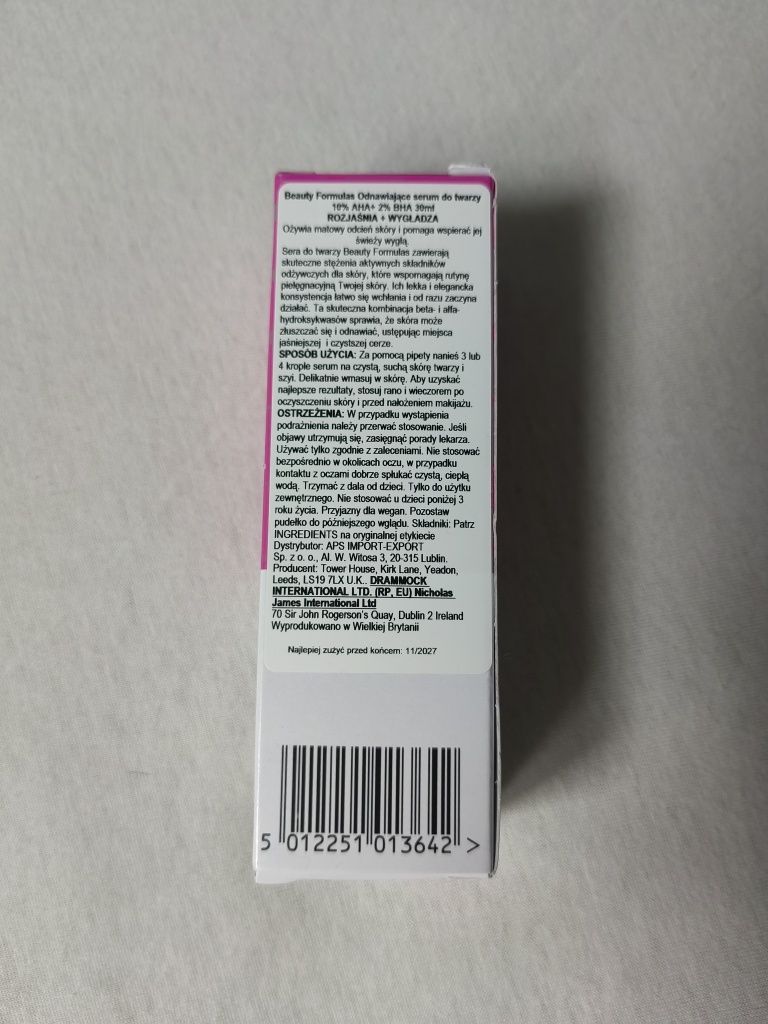 Beauty Formulas Odnawiające serum do twarzy
10% AHA+ 2% BHA 30ml
ROZJAŚNIA + WYGŁADZA
Ożywia matowy odcień skóry i pomaga wspierać jej
świeży wyglą.
Sera do twarzy Beauty Formulas zawierają
skuteczne stężenia aktywnych składników
odżywczych dla skóry, które wspomagają rutynę
pielęgnacyjną Twojej skóry. Ich lekka i elegancka
konsystencja łatwo się wchłania i od razu zaczyna
działać. Ta skuteczna kombinacja beta- i alfa-
hydroksykwasów sprawia, że skóra może
złuszczać się i odnawiać, ustępując miejsca
jaśniejszej i czystszej cerze.
SPOSÓB UŻYCIA: Za pomocą pipety nanieś 3 lub
4 krople serum na czystą, suchą skórę twarzy i
szyi. Delikatnie wmasuj w skórę. Aby uzyskać
najlepsze rezultaty, stosuj rano i wieczorem po
oczyszczeniu skóry i przed nałożeniem makijażu.
OSTRZEŻENIA: W przypadku wystąpienia
podrażnienia należy przerwać stosowanie. Jeśli
objawy utrzymują się, zasięgnąć porady lekarza.
Używać tylko zgodnie z zaleceniami. Nie stosować
bezpośrednio w okolicach oczu, w przypadku
kontaktu z oczami dobrze spłukać czystą, ciepłą
wodą. Trzymać z dala od dzieci. Tylko do użytku
zewnętrznego. Nie stosować u dzieci poniżej 3
roku życia. Przyjazny dla wegan. Pozostaw
pudełko do późniejszego wglądu. Składniki: Patrz
INGREDIENTS na oryginalnej etykiecie
Dystrybutor: APS IMPORT-EXPORT
Sp. z o. o., Al. W. Witosa 3, 20-315 Lublin.
Producent: Tower House, Kirk Lane, Yeadon,
Leeds, LS19 7LX U.K.. DRAMMOCK
INTERNATIONAL LTD. (RP, EU) Nicholas
James International Ltd
70 Sir John Rogerson's Quay, Dublin 2 Ireland
Wyprodukowano w Wielkiej Brytanii
Najlepiej zużyć przed końcem: 11/2027
5 012251 013642 >